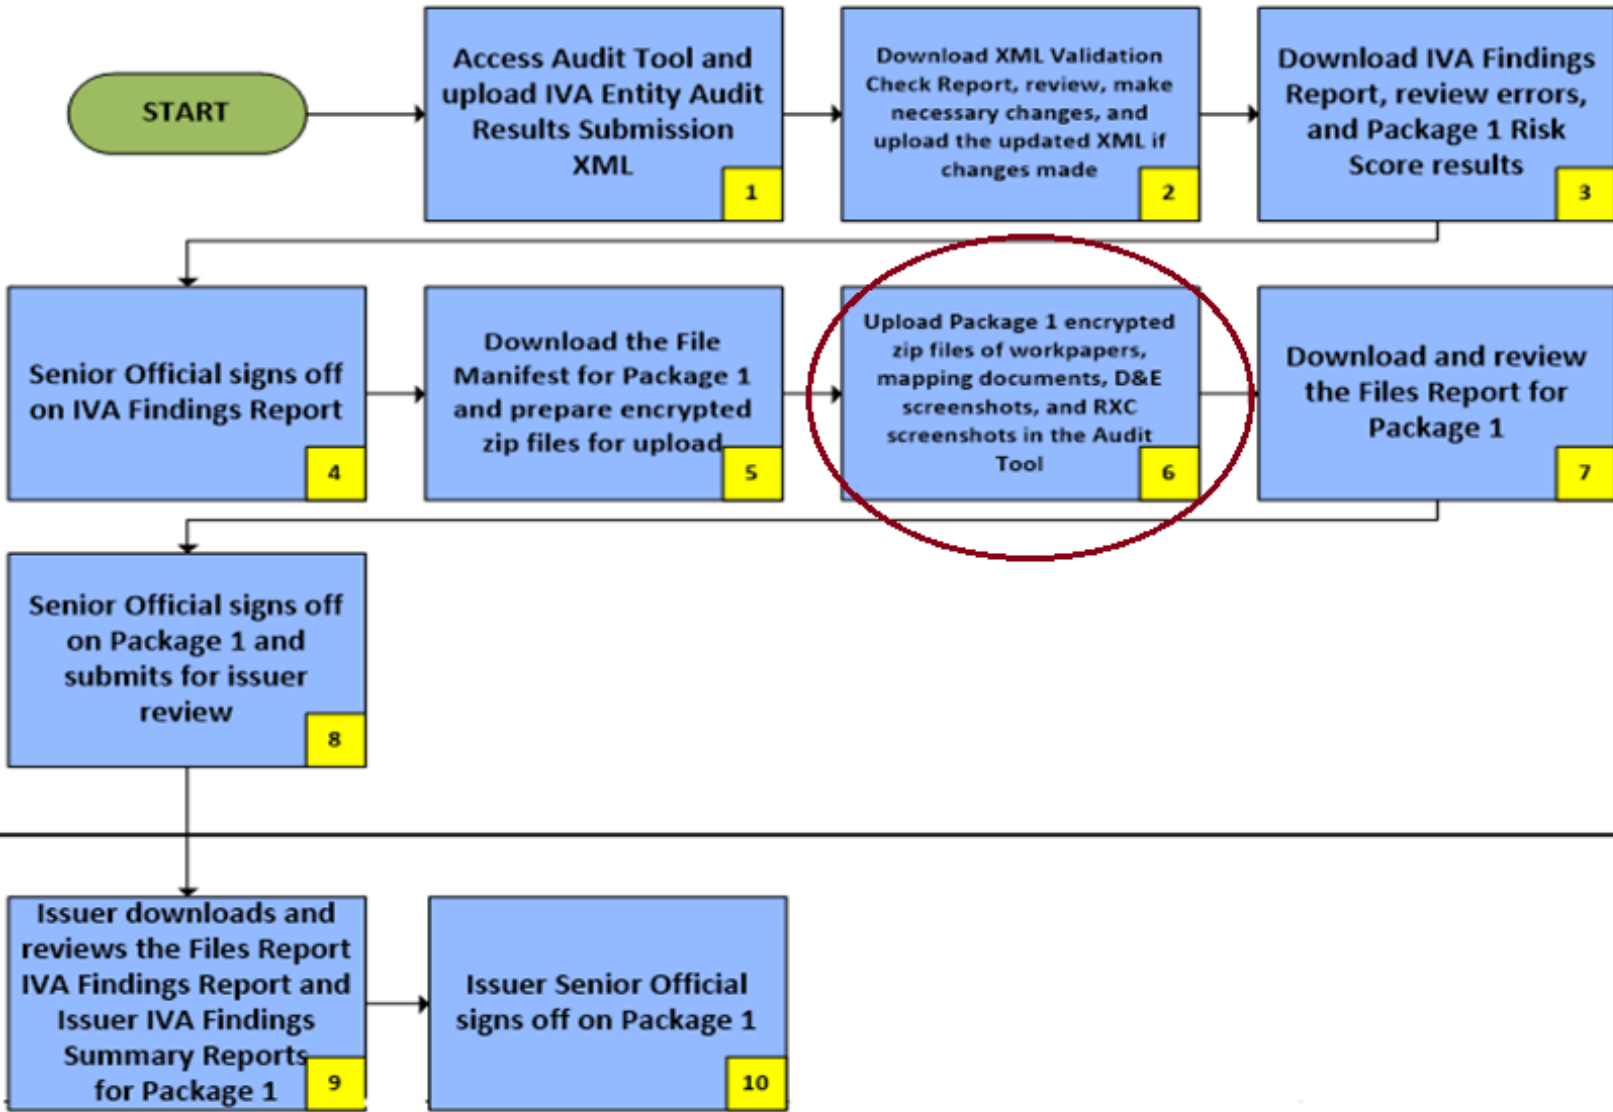 START
Access Audit Tool and
upload IVA Entity Audit
Results Submission
XML
1
Download XML Validation
Check Report, review, make
necessary changes, and
upload the updated XML if
changes made
2
Download IVA Findings
Report, review errors,
and Package 1 Risk
Score results
3
Senior Official signs off
on IVA Findings Report
4
Download the File
Manifest for Package 1
and prepare encrypted
zip files for upload
5
Upload Package 1 encrypted
zip files of workpapers,
mapping documents, D&E
screenshots, and RXC
screenshots in the Audit
Tool
6
Download and review
the Files Report for
Package 1
7
Senior Official signs off
on Package 1 and
submits for issuer
review
8
Issuer downloads and
reviews the Files Report
IVA Findings Report and
Issuer IVA Findings
Summary Reports
for Package 1
9
Issuer Senior Official
signs off on Package 1
10